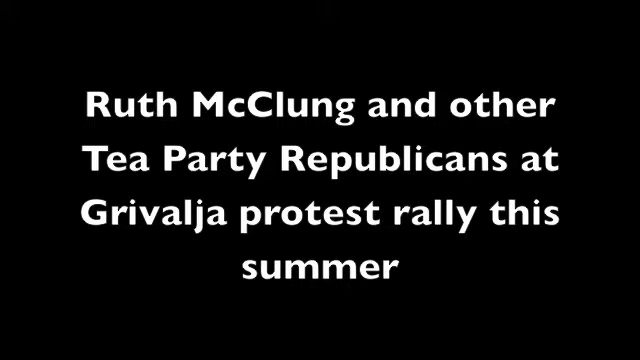 Ruth McClung and other
Tea Party Republicans at
Grivalja protest rally this
summer